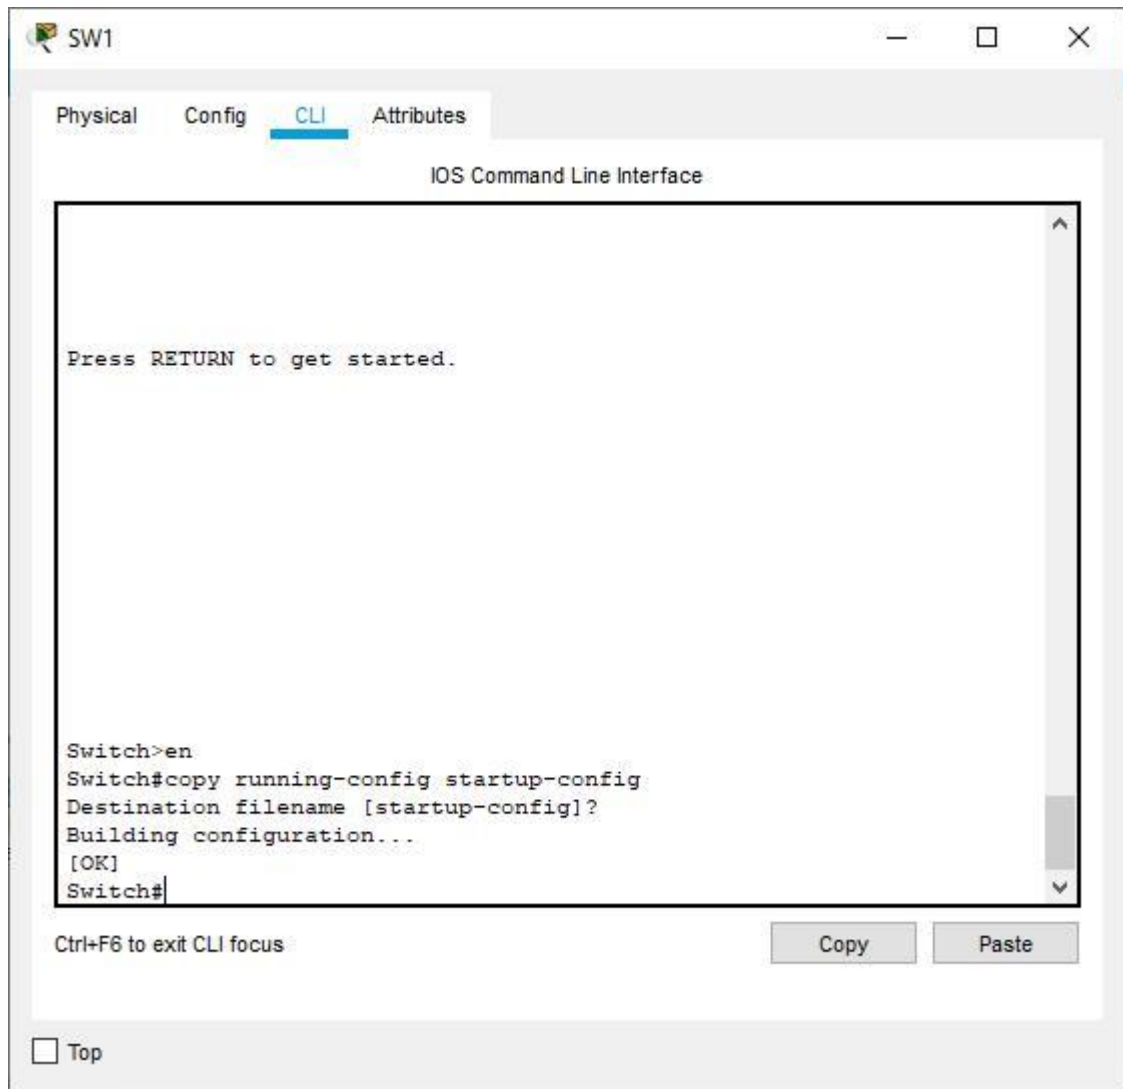 SW1
Physical Config CLI Attributes
IOS Command Line Interface
Press RETURN to get started.
Switch>en
Switch#copy running-config startup-config
Destination filename [startup-config]?
Building configuration...
[OK]
Switch#
Ctrl+F6 to exit CLI focus
Copy Paste
Top